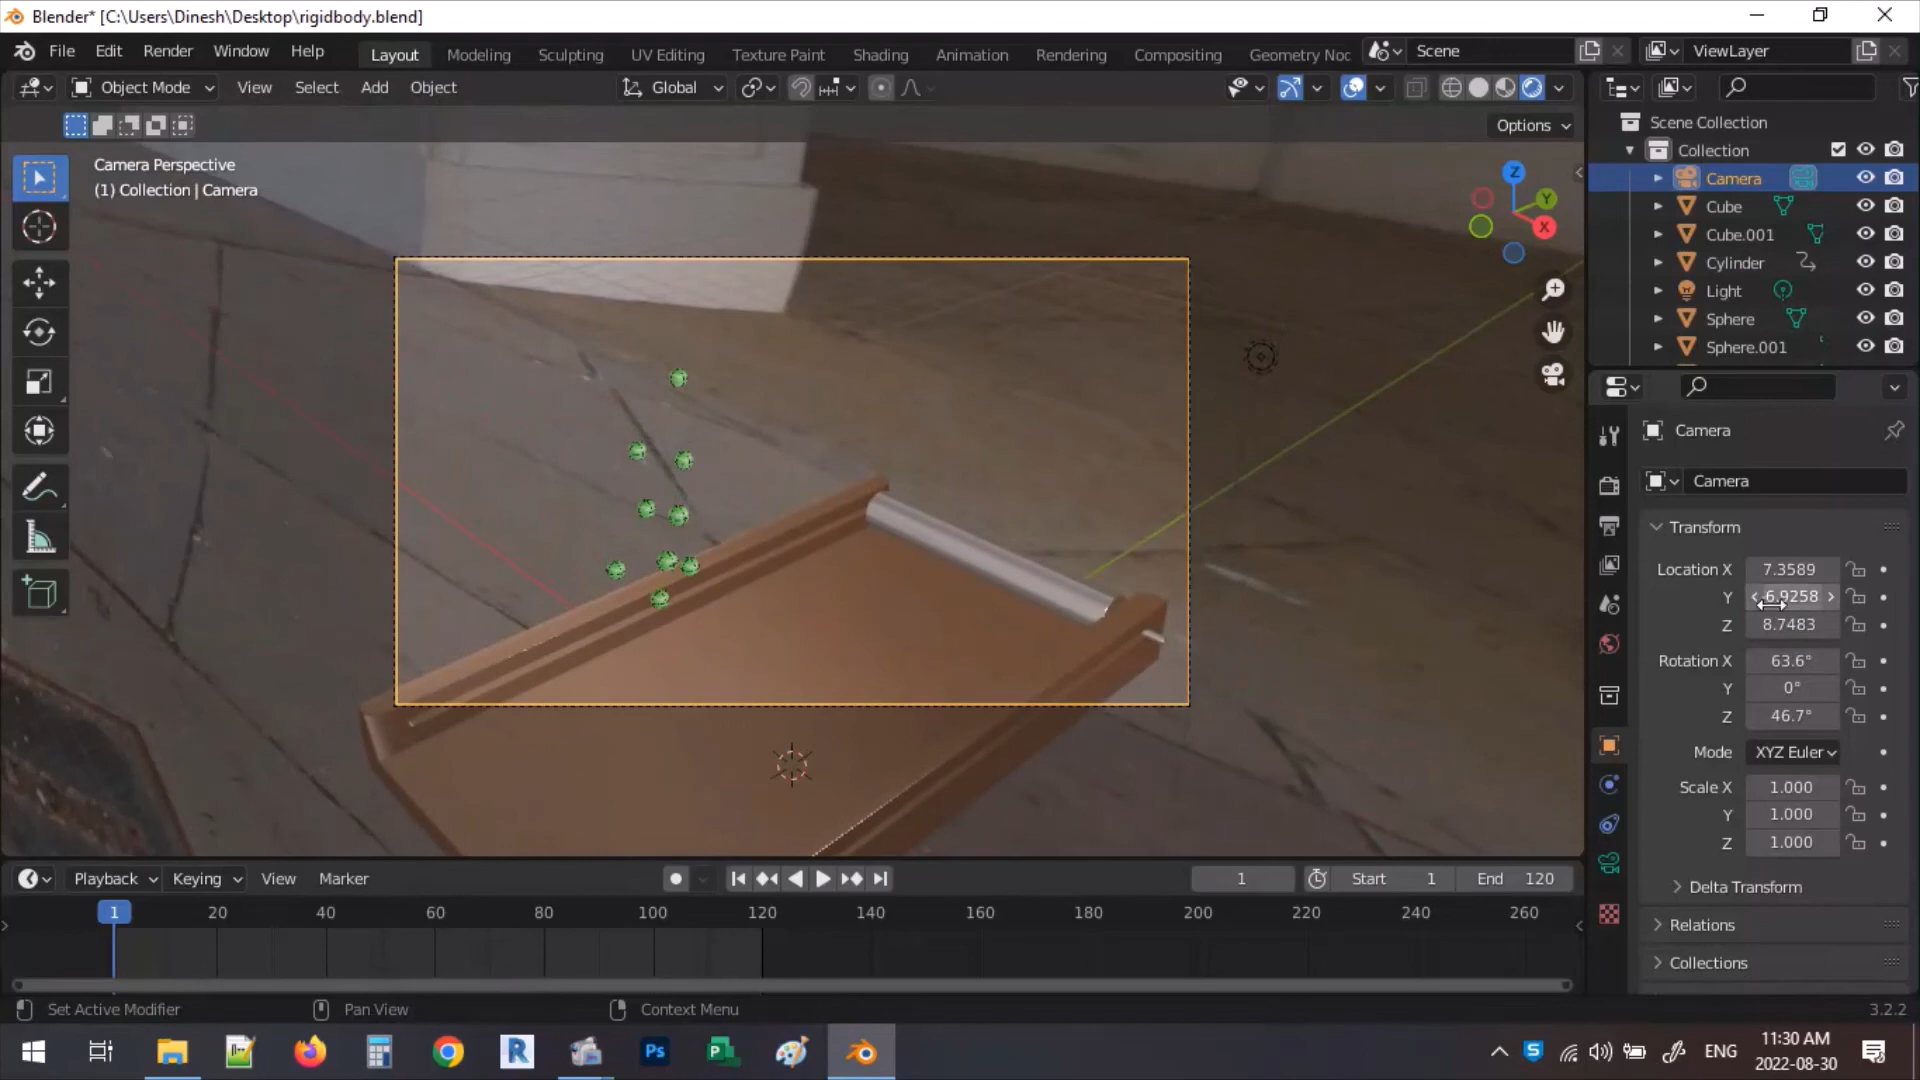 Blender* [C:\Users\Dinesh\Desktop\rigidbody.blend]
File Edit Render Window Help Layout Modeling Sculpting UV Editing Texture Paint Shading Animation Rendering Compositing Geometry Noc Scene ViewLayer
Object Mode View Select Add Object Global
Options
Camera Perspective
(1) Collection | Camera
Z
Y
X
Scene Collection
Collection
Camera
Cube
Cube.001
Cylinder
Light
Sphere
Sphere.001
Camera
Camera
Transform
Location X 7.3589
Y 6.9258
Z 8.7483
Rotation X 63.6°
Y 0°
Z 46.7°
Mode XYZ Euler
Scale X 1.000
Y 1.000
Z 1.000
Delta Transform
Relations
Collections
Playback Keying View Marker 1 Start 1 End 120
1 20 40 60 80 100 120 140 160 180 200 220 240 260
Set Active Modifier Pan View Context Menu 3.2.2
R Ps P S ENG 11:30 AM
2022-08-30